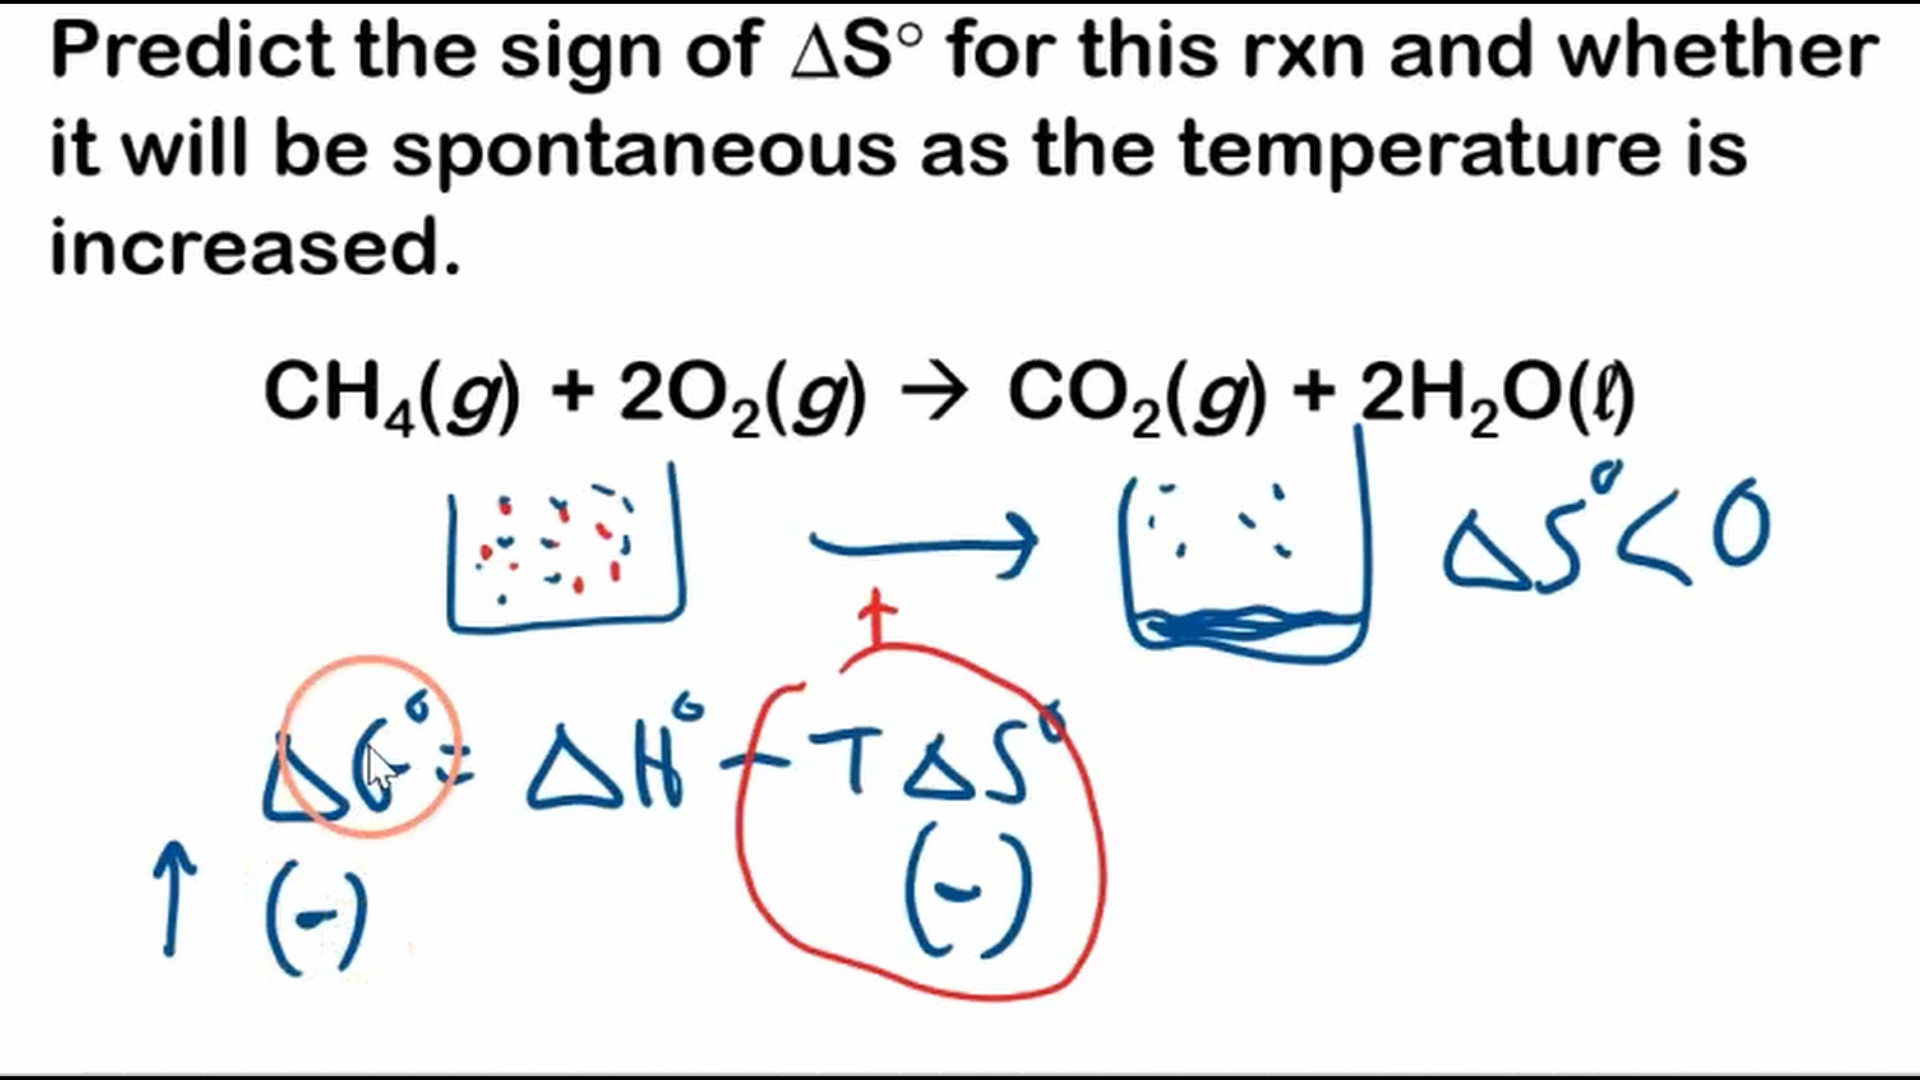 Predict the sign of ΔS° for this rxn and whether
it will be spontaneous as the temperature is
increased.
CH₄(g) + 2O₂(g) → CO₂(g) + 2H₂O(ℓ)
→ ΔS° < 0
+
ΔG° = ΔH° - TΔS°
↑ (-) (-)